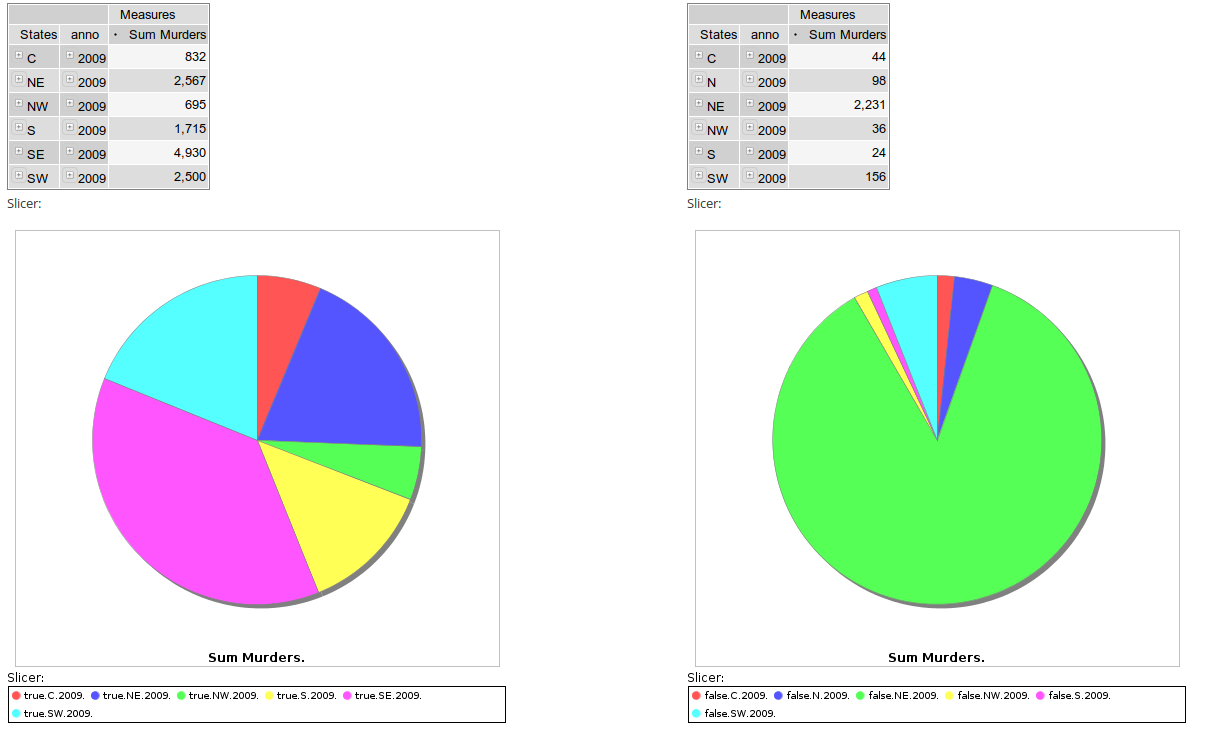 Measures
States anno · Sum Murders
C 2009 832
NE 2009 2,567
NW 2009 695
S 2009 1,715
SE 2009 4,930
SW 2009 2,500
Slicer:
Sum Murders.
Slicer:
true.C.2009. true.NE.2009. true.NW.2009. true.S.2009. true.SE.2009.
true.SW.2009.
Measures
States anno · Sum Murders
C 2009 44
N 2009 98
NE 2009 2,231
NW 2009 36
S 2009 24
SW 2009 156
Slicer:
Sum Murders.
Slicer:
false.C.2009. false.N.2009. false.NE.2009. false.NW.2009. false.S.2009.
false.SW.2009.